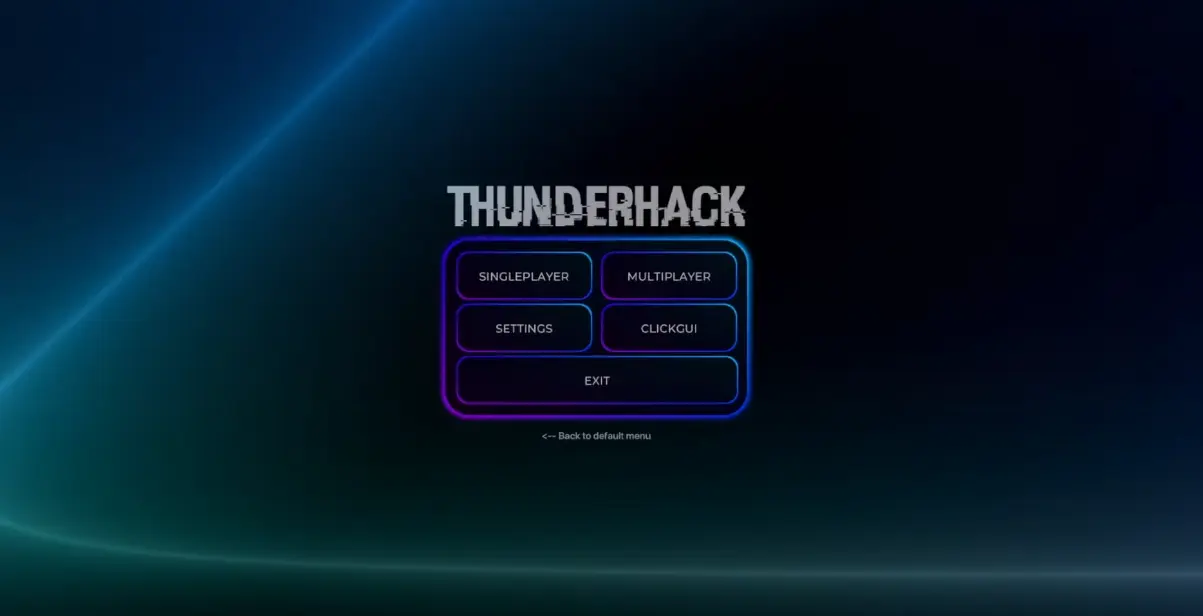 THUNDERHACK
SINGLEPLAYER MULTIPLAYER
SETTINGS CLICKGUI
EXIT
<-- Back to default menu